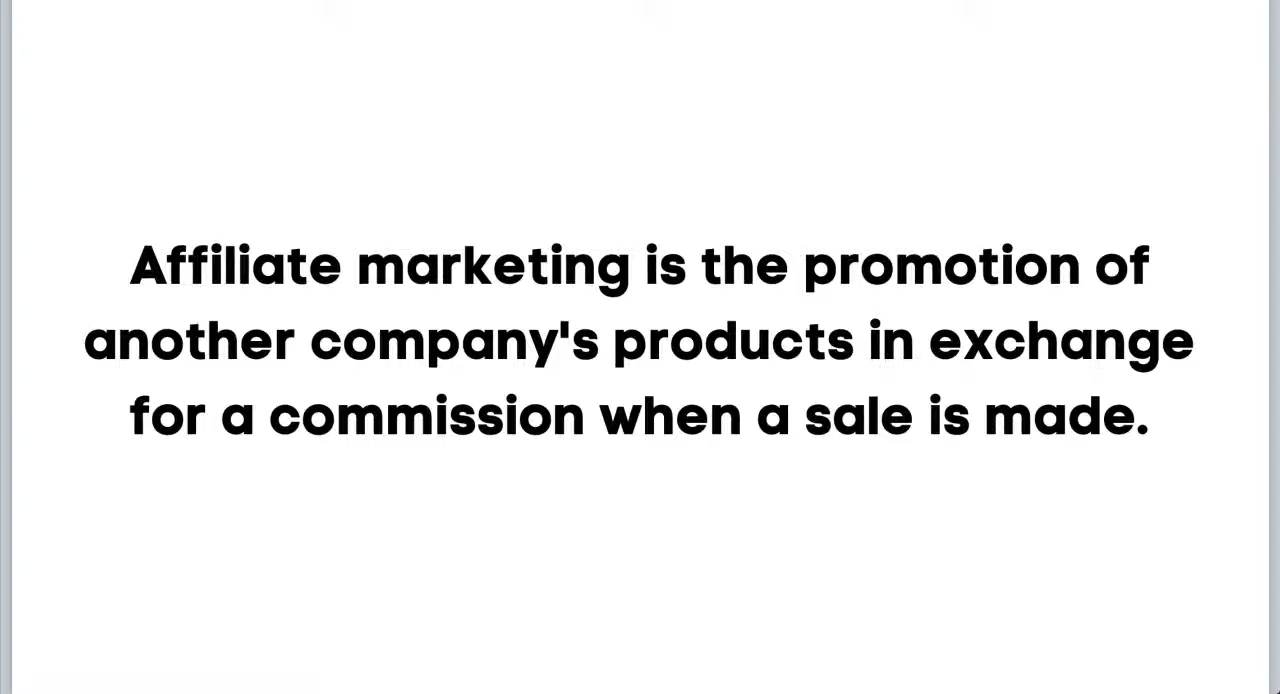 Affiliate marketing is the promotion of
another company's products in exchange
for a commission when a sale is made.